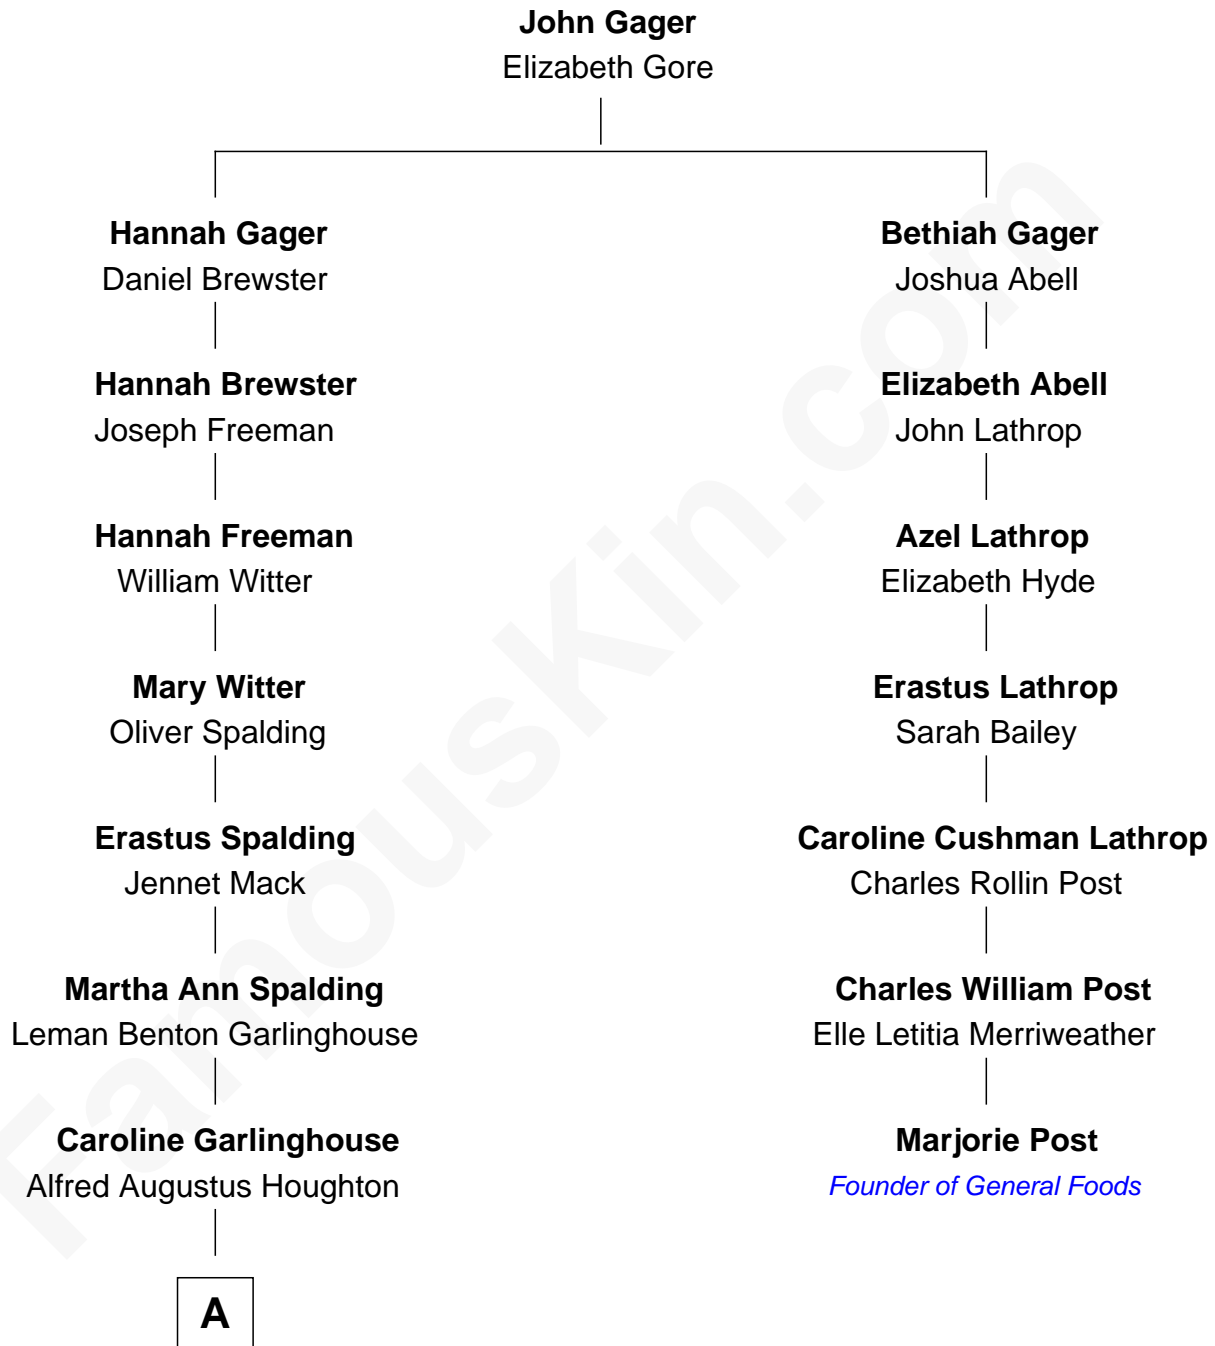 John Gager
Elizabeth Gore
Hannah Gager
Daniel Brewster
Bethiah Gager
Joshua Abell
Hannah Brewster
Joseph Freeman
Elizabeth Abell
John Lathrop
Hannah Freeman
William Witter
Azel Lathrop
Elizabeth Hyde
Mary Witter
Oliver Spalding
Erastus Lathrop
Sarah Bailey
Erastus Spalding
Jennet Mack
Caroline Cushman Lathrop
Charles Rollin Post
Martha Ann Spalding
Leman Benton Garlinghouse
Charles William Post
Elle Letitia Merriweather
Caroline Garlinghouse
Alfred Augustus Houghton
Marjorie Post
Founder of General Foods
A
FamousKin.com